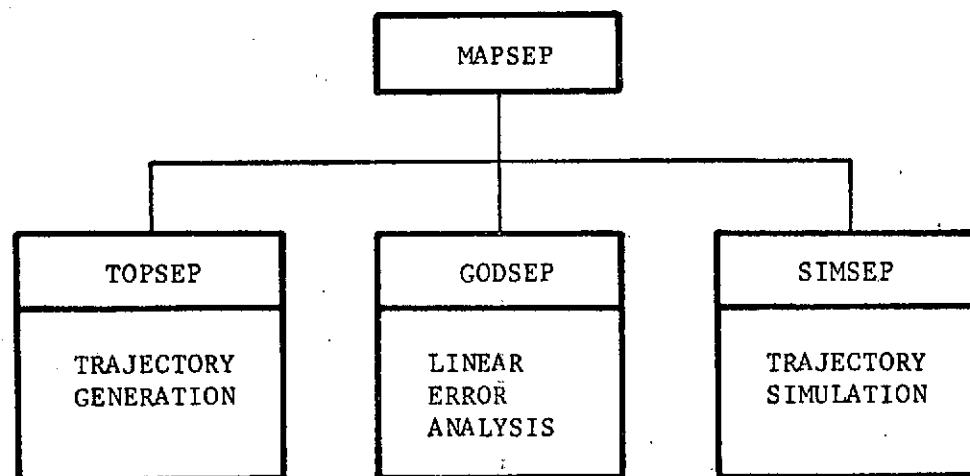 MAPSEP
TOPSEP
TRAJECTORY
GENERATION
GODSEP
LINEAR
ERROR
ANALYSIS
SIMSEP
TRAJECTORY
SIMULATION